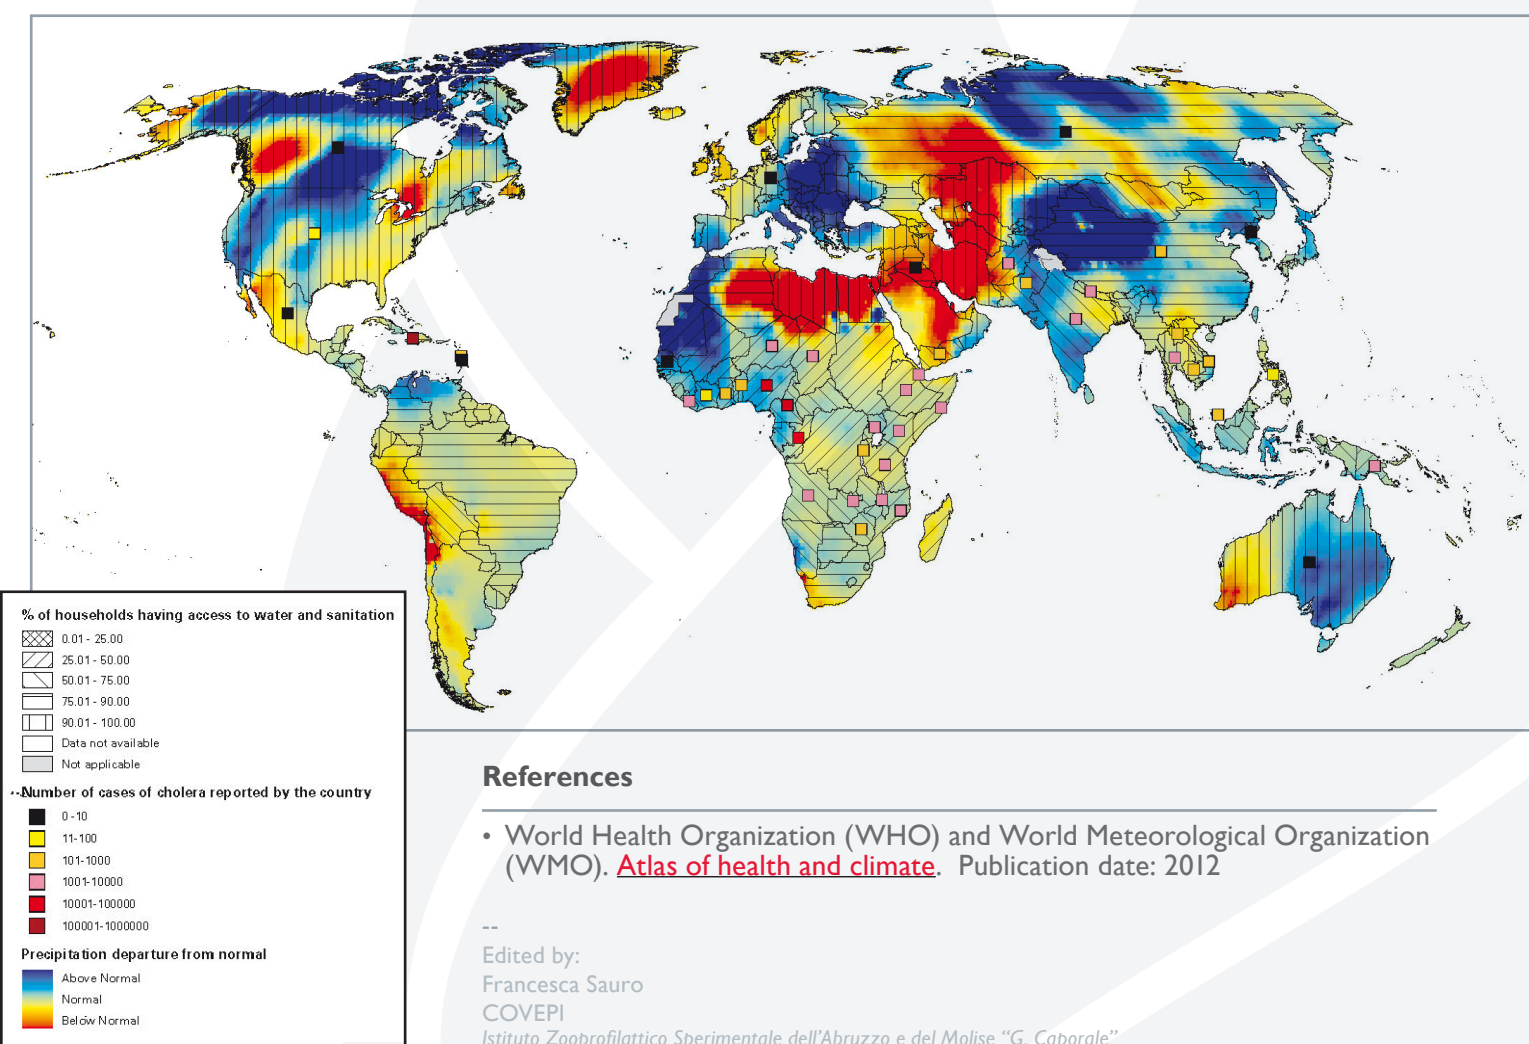 % of households having access to water and sanitation
0.01 - 25.00
25.01 - 50.00
50.01 - 75.00
75.01 - 90.00
90.01 - 100.00
Data not available
Not applicable
Number of cases of cholera reported by the country
0 -10
11-100
101-1000
1001-10000
10001-100000
100001-1000000
Precipitation departure from normal
Above Normal
Normal
Below Normal
References
• World Health Organization (WHO) and World Meteorological Organization
(WMO). Atlas of health and climate. Publication date: 2012
--
Edited by:
Francesca Sauro
COVEPI
Istituto Zooprofilattico Sperimentale dell'Abruzzo e del Molise “G. Caporale”